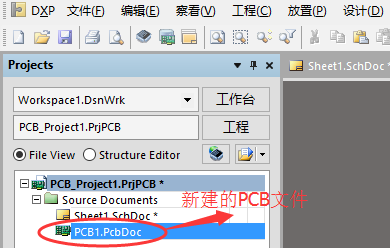 DXP 文件(F) 编辑(E) 察看(V) 工程(C) 放置(P) 设计(D)
Projects
Sheet1.SchDoc *
Workspace1.DsnWrk 工作台
PCB_Project1.PrjPCB 工程
File View Structure Editor
PCB_Project1.PrjPCB *
Source Documents
新建的PCB文件
Sheet1.SchDoc *
PCB1.PcbDoc